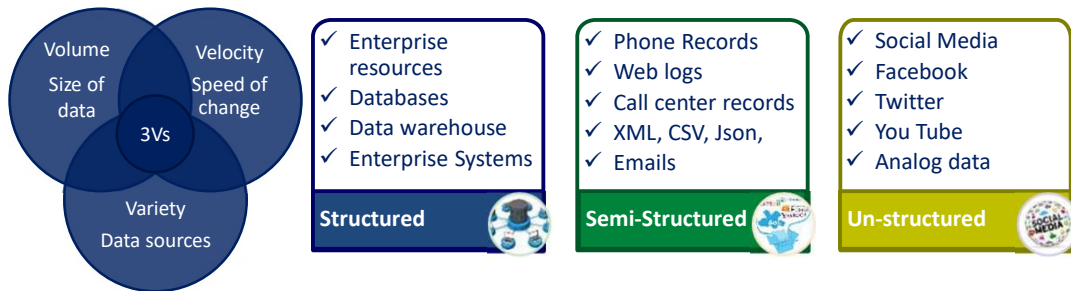 Volume
Size of
data
Velocity
Speed of
change
3Vs
Variety
Data sources
✓ Enterprise
resources
✓ Databases
✓ Data warehouse
✓ Enterprise Systems
Structured
✓ Phone Records
✓ Web logs
✓ Call center records
✓ XML, CSV, Json,
✓ Emails
Semi-Structured
✓ Social Media
✓ Facebook
✓ Twitter
✓ You Tube
✓ Analog data
Un-structured
SOCIAL
MEDIA